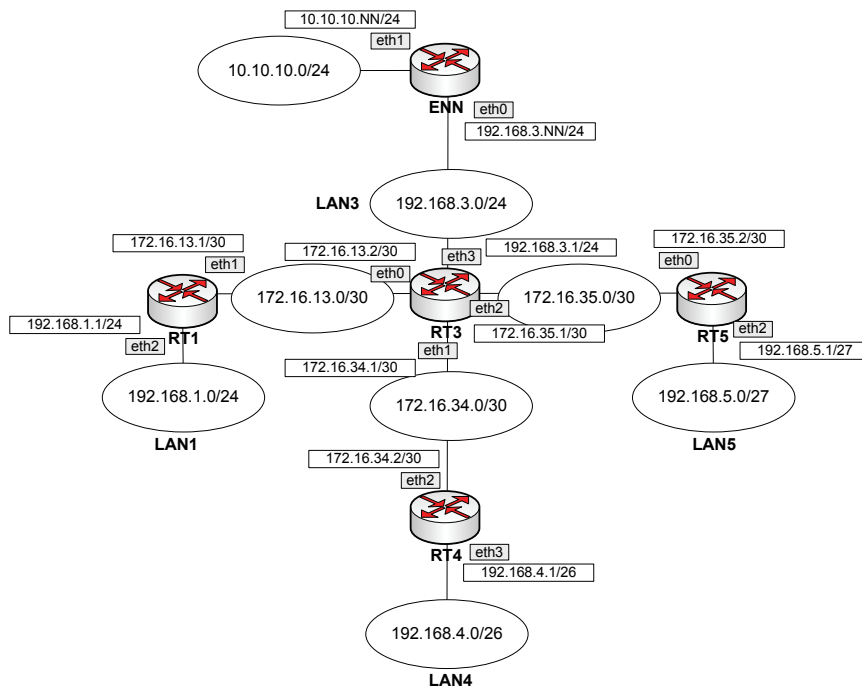 10.10.10.NN/24
eth1
10.10.10.0/24
ENN
eth0
192.168.3.NN/24
LAN3
192.168.3.0/24
172.16.13.1/30
172.16.13.2/30
192.168.3.1/24
172.16.35.2/30
eth1
eth3
eth0
eth0
172.16.13.0/30
172.16.35.0/30
RT3
eth2
192.168.1.1/24
RT1
172.16.35.1/30
RT5
eth2
eth2
eth1
192.168.5.1/27
172.16.34.1/30
192.168.1.0/24
172.16.34.0/30
192.168.5.0/27
LAN1
LAN5
172.16.34.2/30
eth2
RT4
eth3
192.168.4.1/26
192.168.4.0/26
LAN4